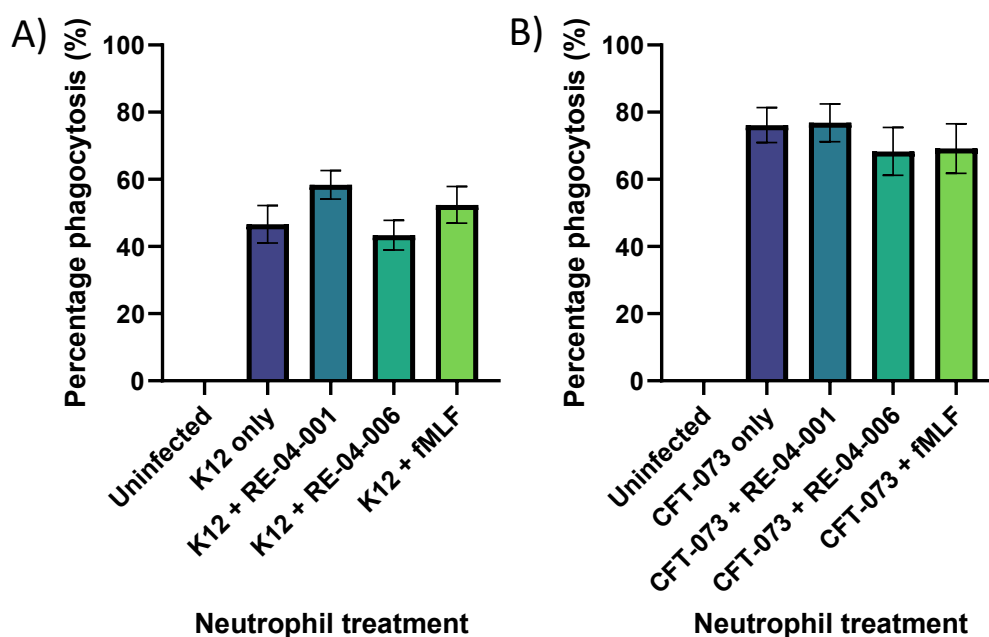 A)
Percentage phagocytosis (%)
100
80
60
40
20
0
Uninfected
K12 only
K12 + RE-04-001
K12 + RE-04-006
K12 + fMLF
Neutrophil treatment
B)
Percentage phagocytosis (%)
100
80
60
40
20
0
Uninfected
CFT-073 only
CFT-073 + RE-04-001
CFT-073 + RE-04-006
CFT-073 + fMLF
Neutrophil treatment